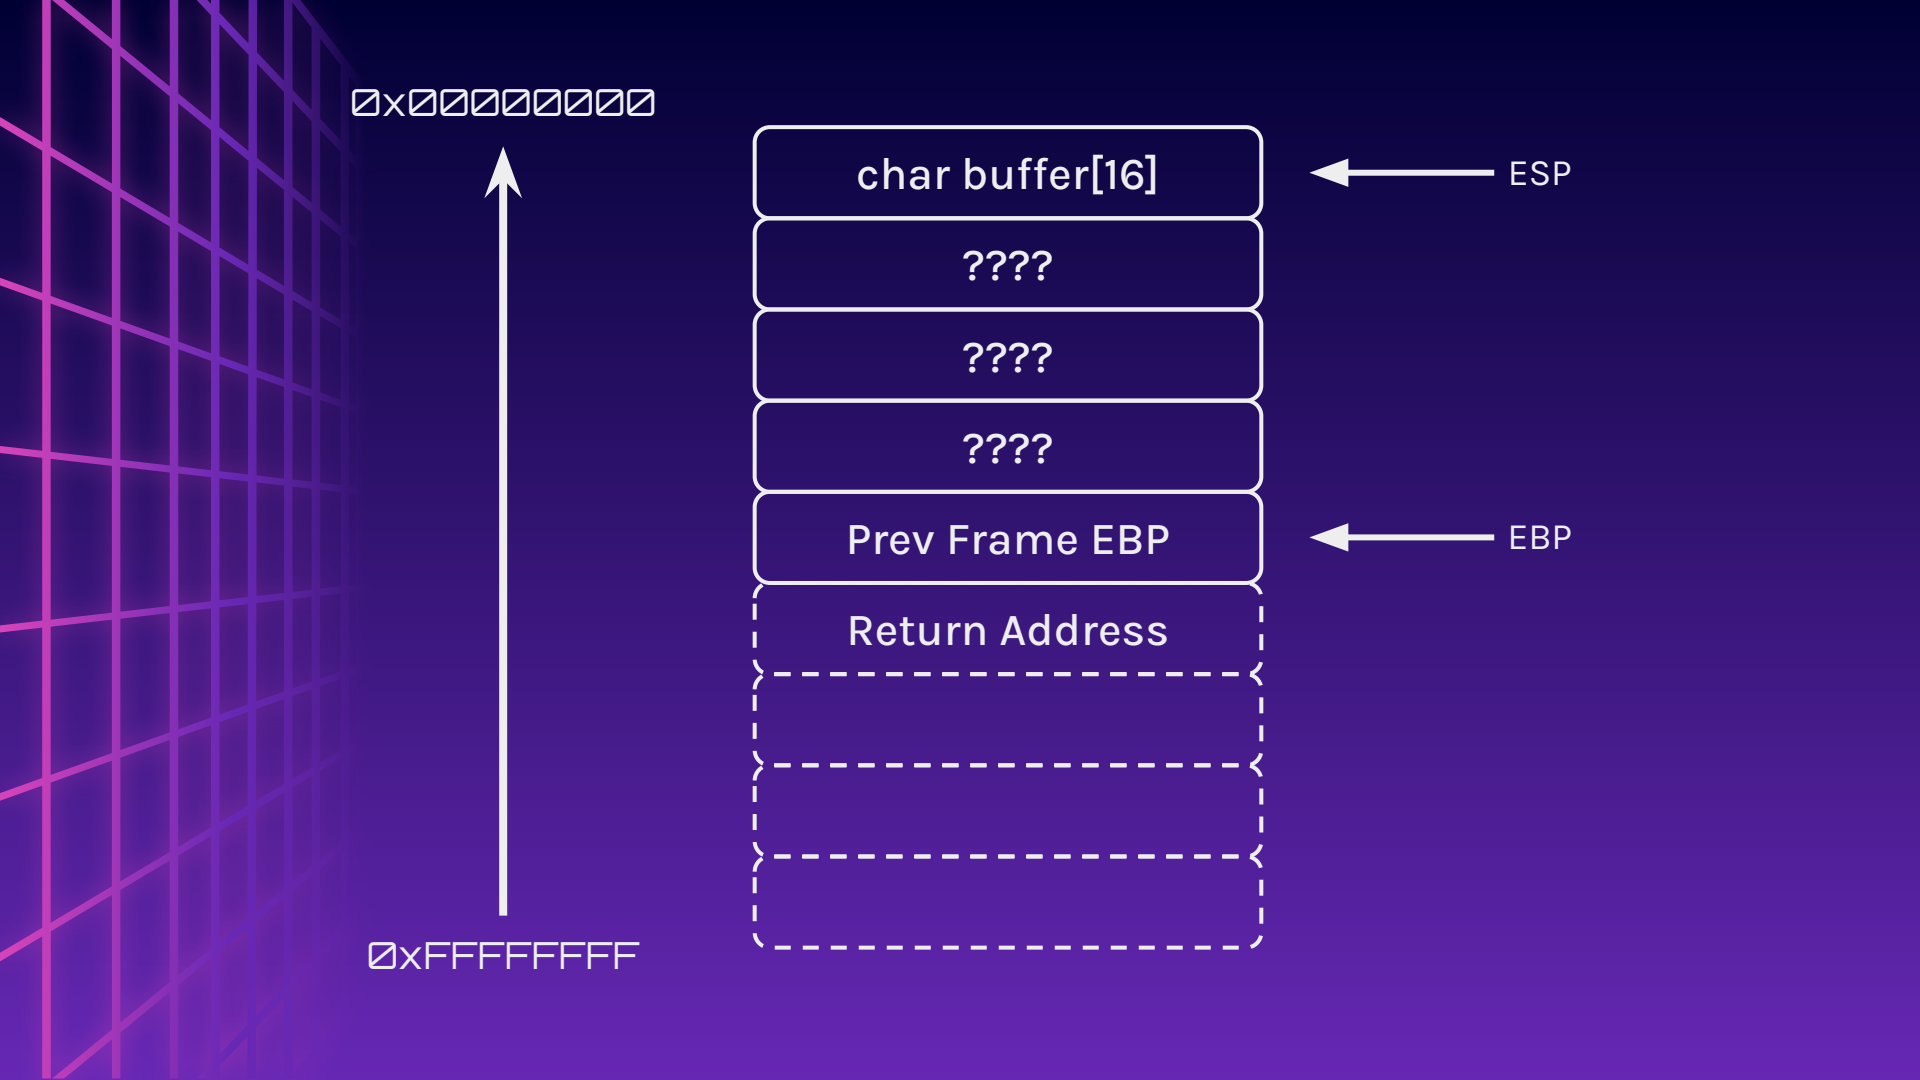 0x00000000
char buffer[16]
ESP
????
????
????
Prev Frame EBP
EBP
Return Address
0xFFFFFFFF